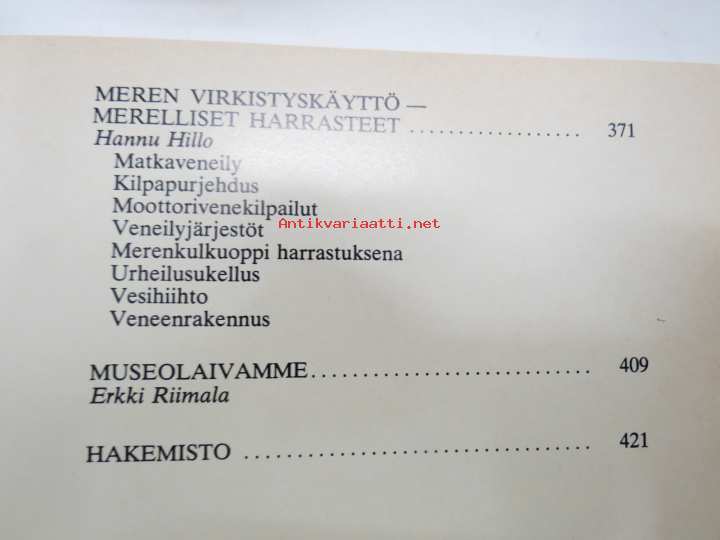 MEREN VIRKISTYSKÄYTTÖ —
MERELLISET HARRASTEET .................. 371
Hannu Hillo
Matkaveneily
Kilpapurjehdus
Moottorivenekilpailut
Antikvariaatti.net
Veneilyjärjestöt
Merenkulkuoppi harrastuksena
Urheilusukellus
Vesihiihto
Veneenrakennus
MUSEOLAIVAMME............................ 409
Erkki Riimala
HAKEMISTO .................................. 421